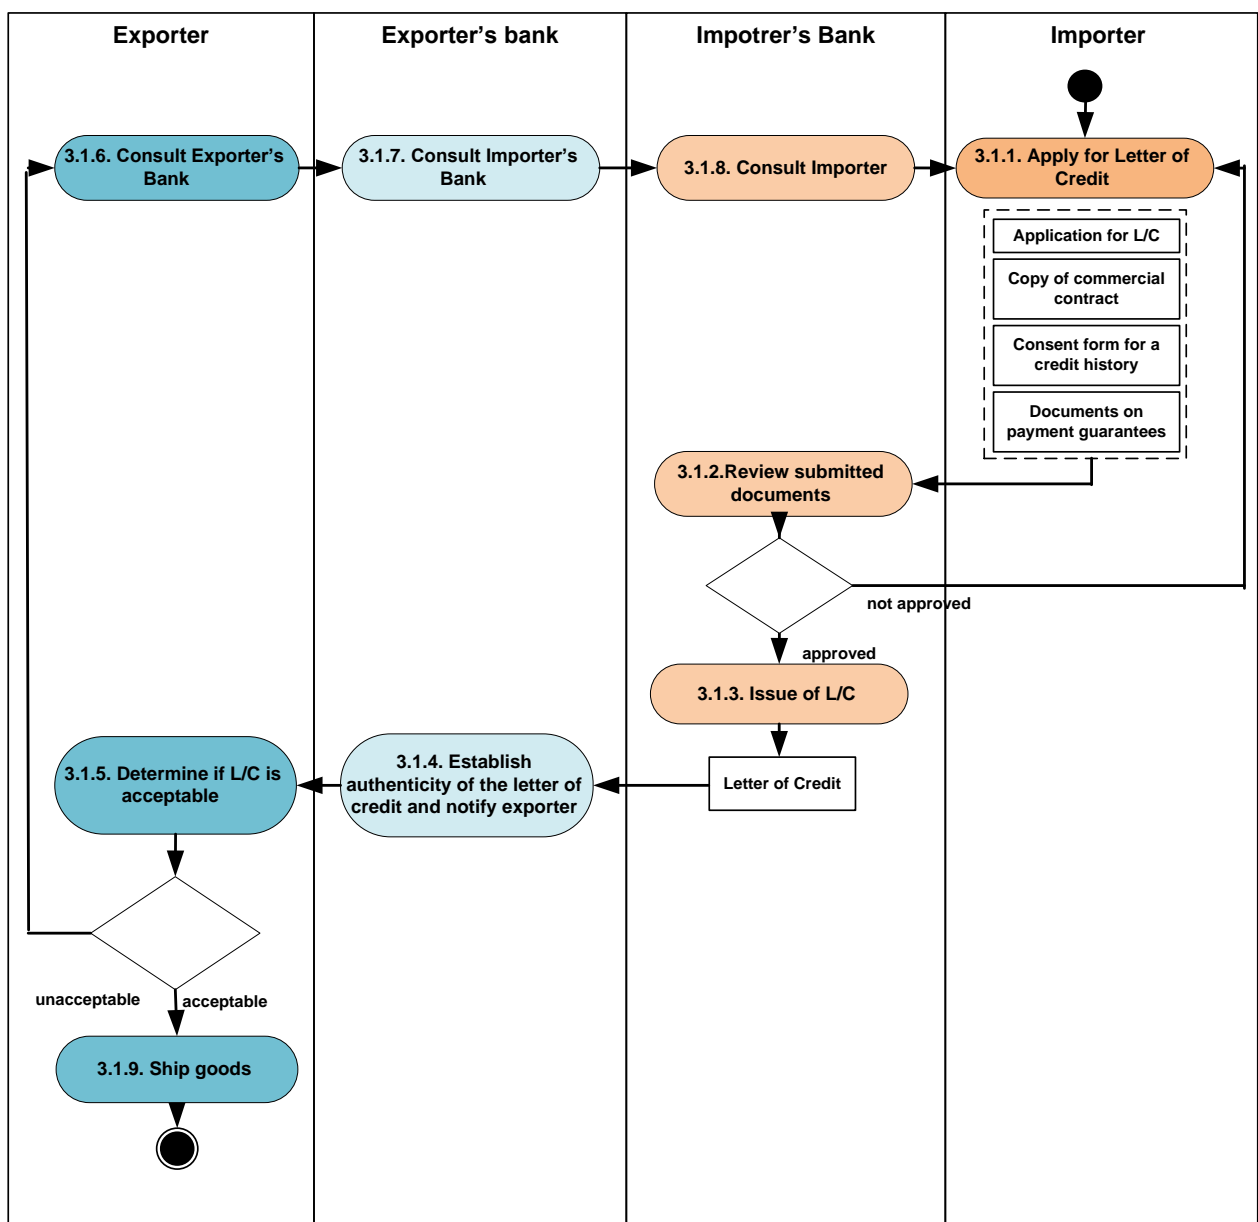 Exporter
Exporter's bank
Impotrer's Bank
Importer
3.1.6. Consult Exporter's
Bank
3.1.7. Consult Importer's
Bank
3.1.8. Consult Importer
3.1.1. Apply for Letter of
Credit
Application for L/C
Copy of commercial
contract
Consent form for a
credit history
Documents on
payment guarantees
3.1.2.Review submitted
documents
not approved
approved
3.1.3. Issue of L/C
3.1.5. Determine if L/C is
acceptable
3.1.4. Establish
authenticity of the letter of
credit and notify exporter
Letter of Credit
unacceptable
acceptable
3.1.9. Ship goods